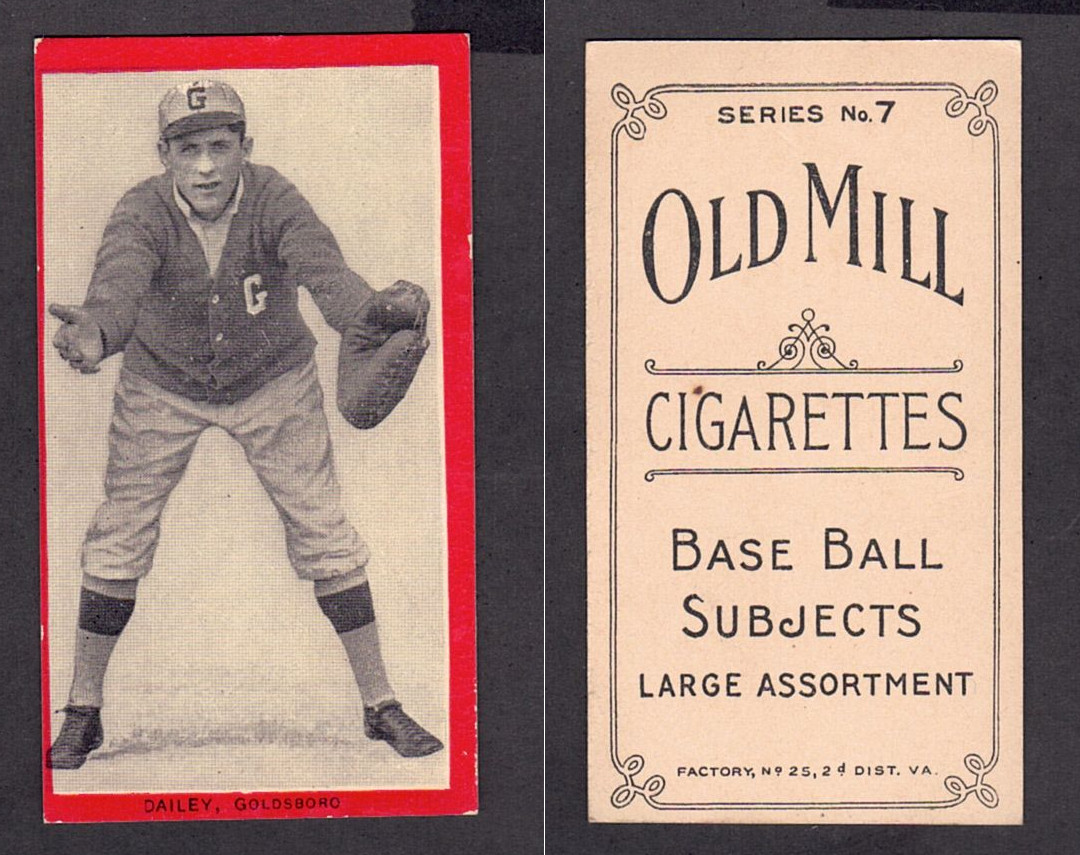 G
G
DAILEY, GOLDSBORO
SERIES No. 7
OLD MILL
CIGARETTES
BASE BALL
SUBJECTS
LARGE ASSORTMENT
FACTORY, Nº 25, 2d DIST. VA.